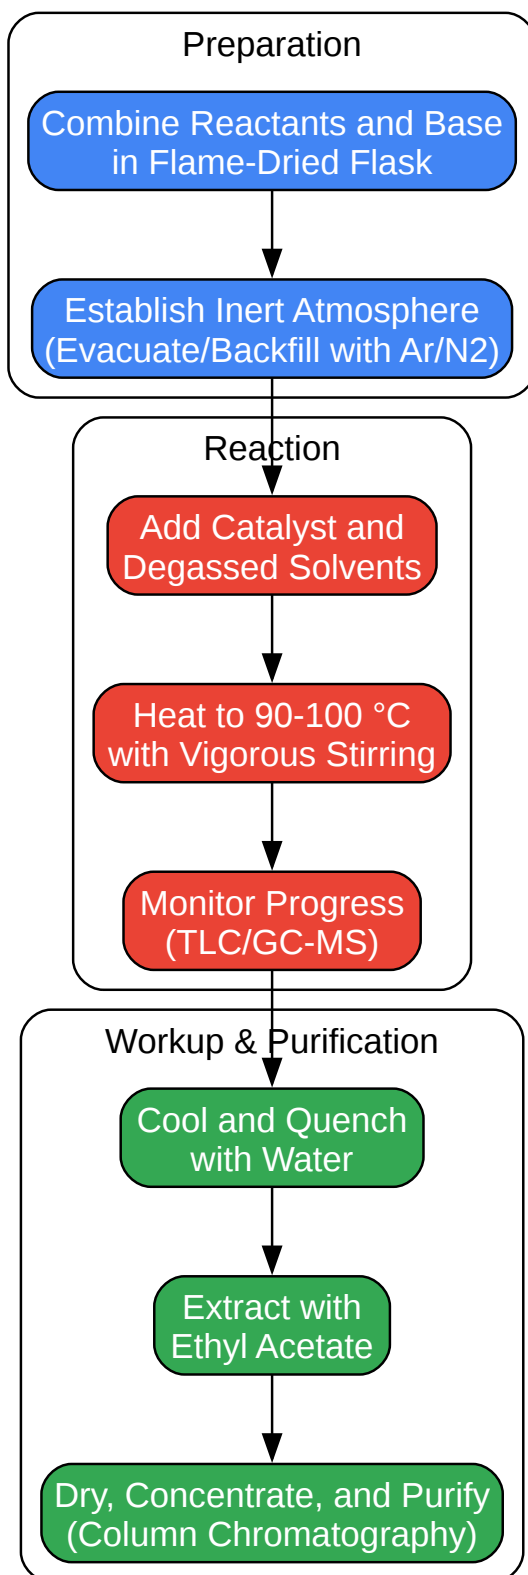 Preparation
Combine Reactants and Base
in Flame-Dried Flask
Establish Inert Atmosphere
(Evacuate/Backfill with Ar/N2)
Reaction
Add Catalyst and
Degassed Solvents
Heat to 90-100 °C
with Vigorous Stirring
Monitor Progress
(TLC/GC-MS)
Workup & Purification
Cool and Quench
with Water
Extract with
Ethyl Acetate
Dry, Concentrate, and Purify
(Column Chromatography)